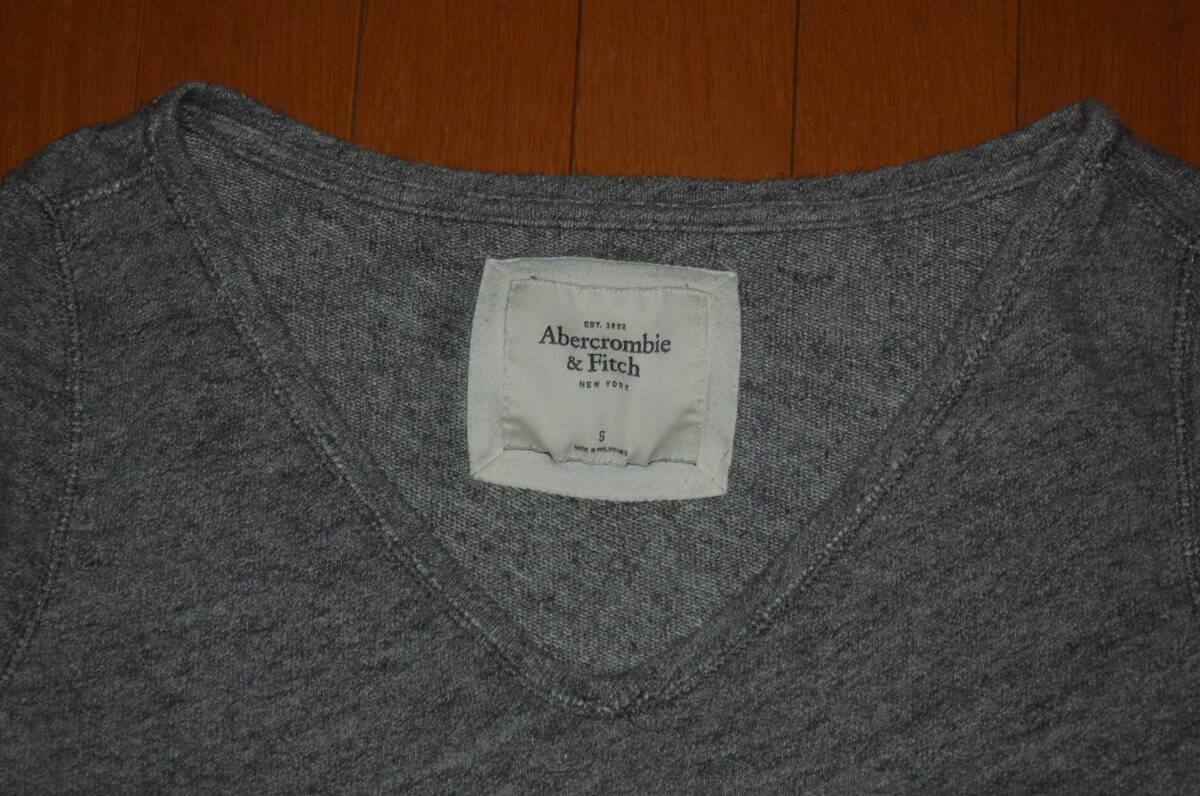 EST. 1892
Abercrombie
& Fitch
NEW YORK
S
MADE IN PHILIPPINES